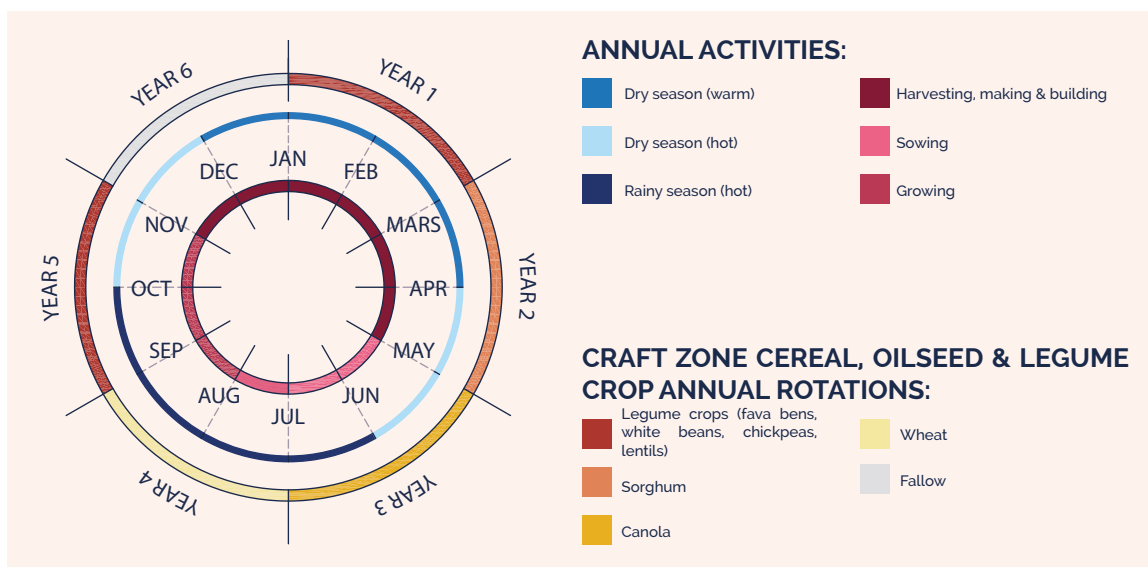 YEAR 1
YEAR 2
YEAR 3
YEAR 4
YEAR 5
YEAR 6
JAN
FEB
MARS
APR
MAY
JUN
JUL
AUG
SEP
OCT
NOV
DEC
ANNUAL ACTIVITIES:
Dry season (warm)
Dry season (hot)
Rainy season (hot)
Harvesting, making & building
Sowing
Growing
CRAFT ZONE CEREAL, OILSEED & LEGUME
CROP ANNUAL ROTATIONS:
Legume crops (fava bens,
white beans, chickpeas,
lentils)
Sorghum
Canola
Wheat
Fallow